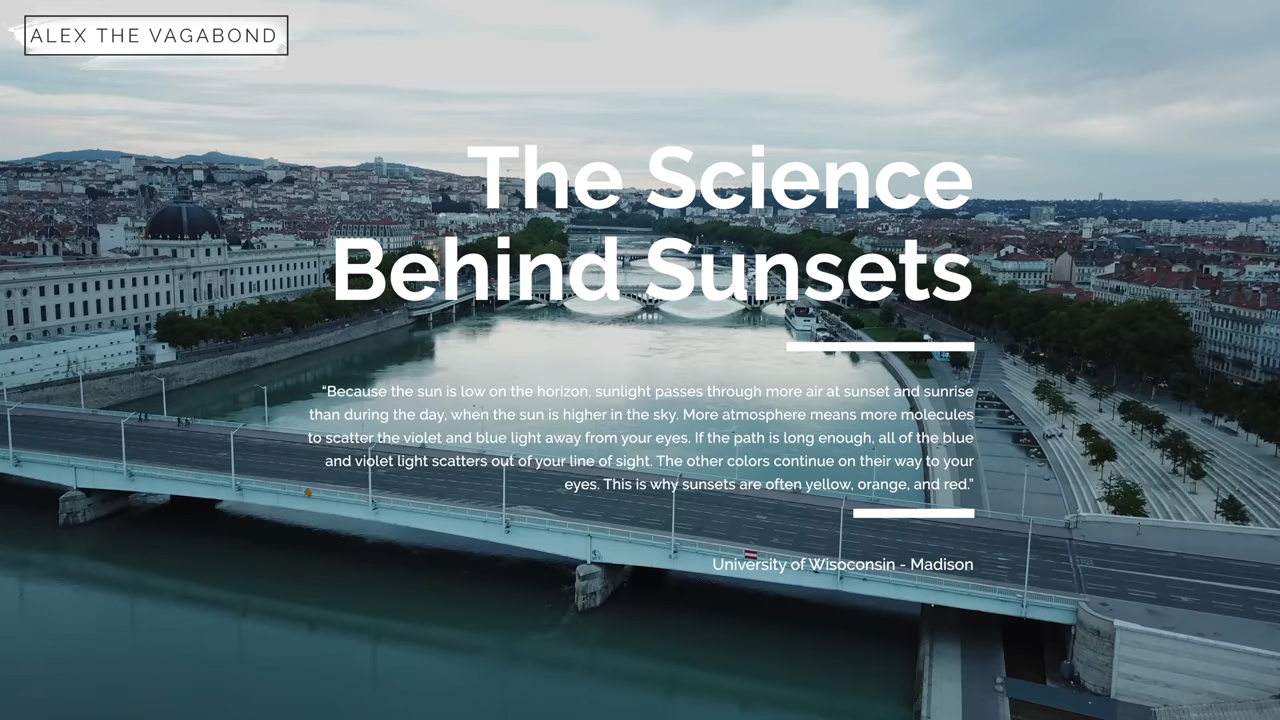 ALEX THE VAGABOND
The Science
Behind Sunsets
“Because the sun is low on the horizon, sunlight passes through more air at sunset and sunrise
than during the day, when the sun is higher in the sky. More atmosphere means more molecules
to scatter the violet and blue light away from your eyes. If the path is long enough, all of the blue
and violet light scatters out of your line of sight. The other colors continue on their way to your
eyes. This is why sunsets are often yellow, orange, and red.”
University of Wisoconsin - Madison